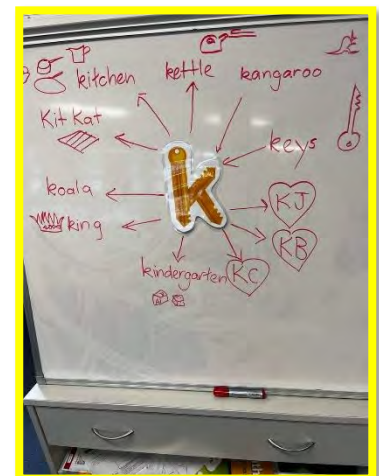 kitchen kettle kangaroo
Kit Kat
keys
k
koala
KJ
king
KB
kindergarten KC